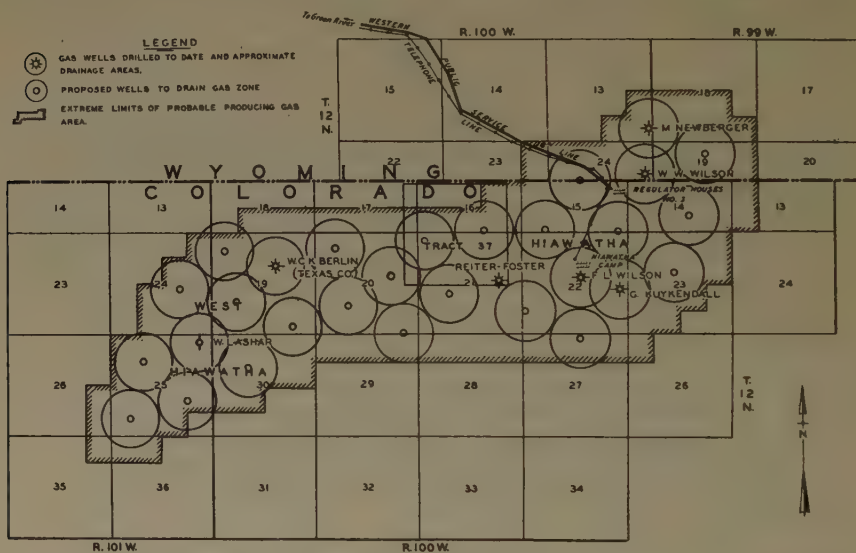 LEGEND
GAS WELLS DRILLED TO DATE AND APPROXIMATE
DRAINAGE AREAS.
PROPOSED WELLS TO DRAIN GAS ZONE
EXTREME LIMITS OF PROBABLE PRODUCING GAS
AREA.
To Green River
WESTERN
PUBLIC
SERVICE
TELEPHONE
LINE
LINE
R. 100 W.
R. 99 W.
T.
12
N.
15
14
13
18
17
M. NEWBERGER
22
23
24
19
20
W. W. WILSON
REGULATOR HOUSES
WYOMING
COLORADO
14
13
18
17
16
15
14
13
TRACT 37
HIAWATHA
HIAWATHA
CAMP
W.C.K. BERLIN
(TEXAS CO.)
REITER-FOSTER
F. L. WILSON
G. KUYKENDALL
23
24
19
20
21
22
23
24
WEST
W. LASHAR
HIAWATHA
26
25
30
29
28
27
26
T.
12
N.
N
35
36
31
32
33
34
R. 101 W.
R. 100 W.